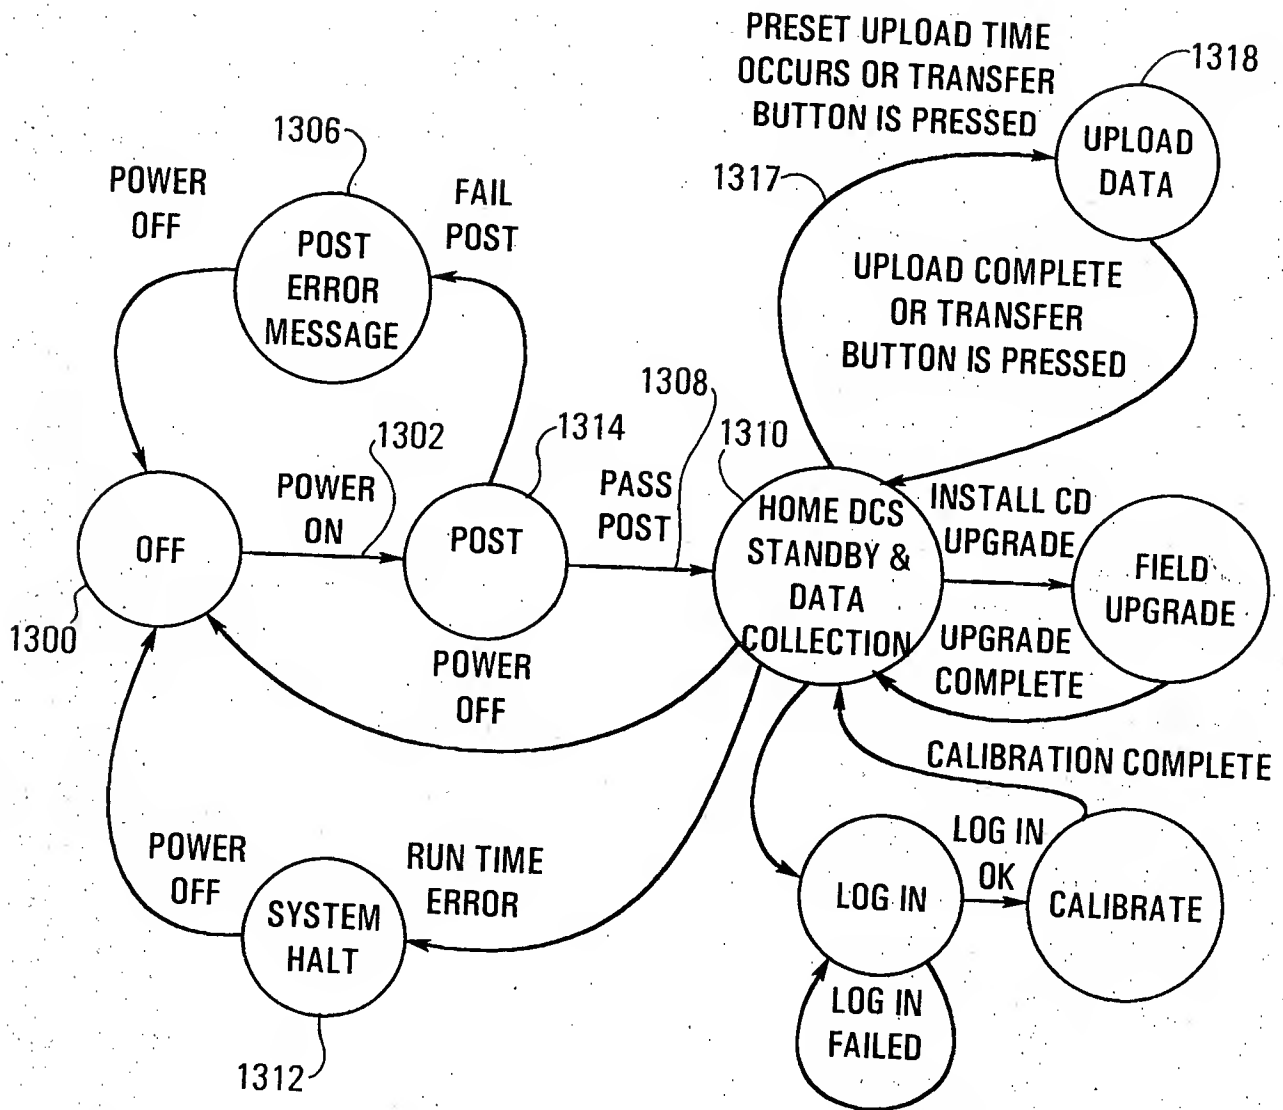 PRESET UPLOAD TIME
OCCURS OR TRANSFER
BUTTON IS PRESSED
1318
UPLOAD
DATA
1317
1306
POWER
OFF
FAIL
POST
POST
ERROR
MESSAGE
UPLOAD COMPLETE
OR TRANSFER
BUTTON IS PRESSED
1308
1302
1314
1310
POWER
ON
PASS
POST
OFF
POST
HOME DCS
STANDBY &
DATA
COLLECTION
INSTALL CD
UPGRADE
FIELD
UPGRADE
1300
POWER
OFF
UPGRADE
COMPLETE
CALIBRATION COMPLETE
POWER
OFF
RUN TIME
ERROR
LOG IN
OK
SYSTEM
HALT
LOG IN
CALIBRATE
LOG IN
FAILED
1312